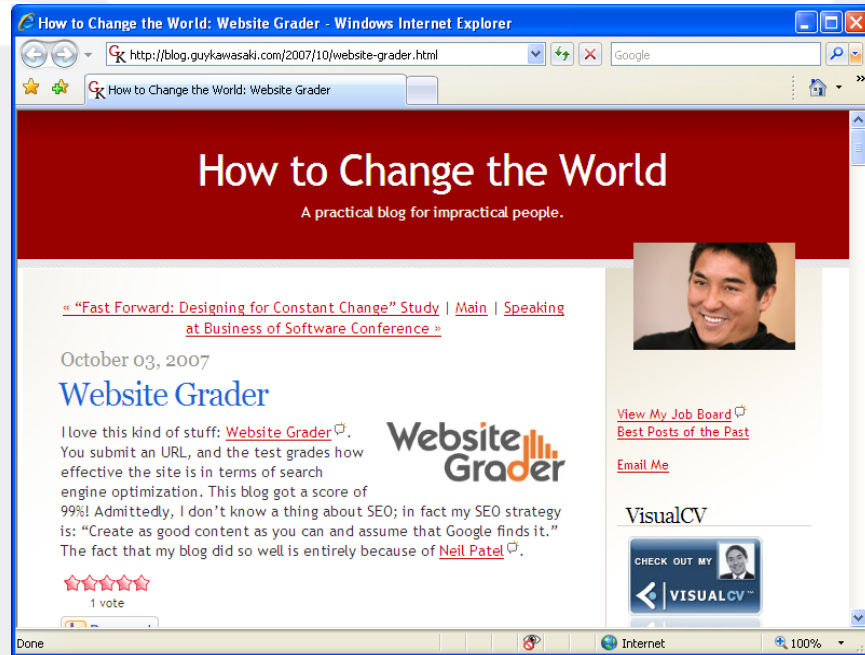 How to Change the World: Website Grader - Windows Internet Explorer
http://blog.guykawasaki.com/2007/10/website-grader.html
Google
How to Change the World: Website Grader
How to Change the World
A practical blog for impractical people.
« “Fast Forward: Designing for Constant Change” Study | Main | Speaking
at Business of Software Conference »
October 03, 2007
Website Grader
I love this kind of stuff: Website Grader.
You submit an URL, and the test grades how
effective the site is in terms of search
engine optimization. This blog got a score of
99%! Admittedly, I don’t know a thing about SEO; in fact my SEO strategy
is: “Create as good content as you can and assume that Google finds it.”
The fact that my blog did so well is entirely because of Neil Patel.
Website
Grader
1 vote
View My Job Board
Best Posts of the Past
Email Me
VisualCV
CHECK OUT MY
VISUALCV™
Done
Internet
100%